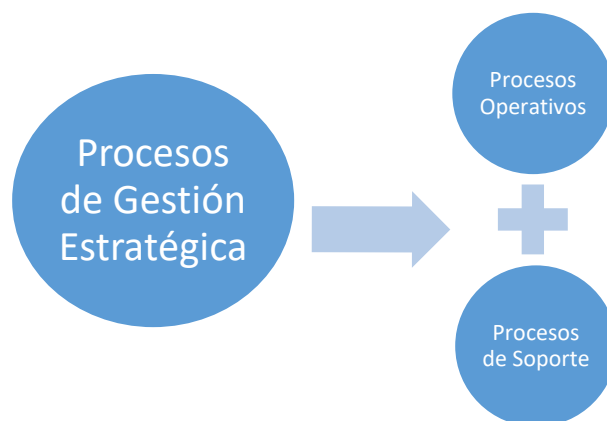 Procesos
de Gestión
Estratégica
Procesos
Operativos
Procesos
de Soporte